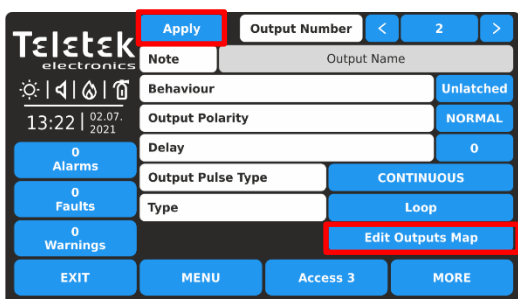 Teletek
electronics
13:22 | 02.07.
2021
0
Alarms
0
Faults
0
Warnings
Apply
Output Number < 2 >
Note Output Name
Behaviour Unlatched
Output Polarity NORMAL
Delay 0
Output Pulse Type CONTINUOUS
Type Loop
Edit Outputs Map
EXIT MENU Access 3 MORE